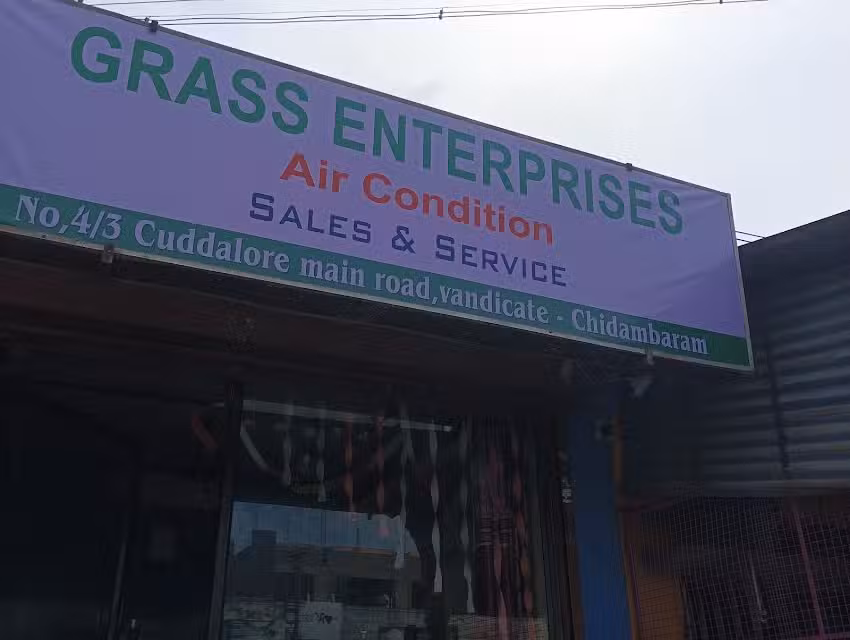 GRASS ENTERPRISES
Air Condition
SALES & SERVICE
No,4/3 Cuddalore main road,vandicate - Chidambaram